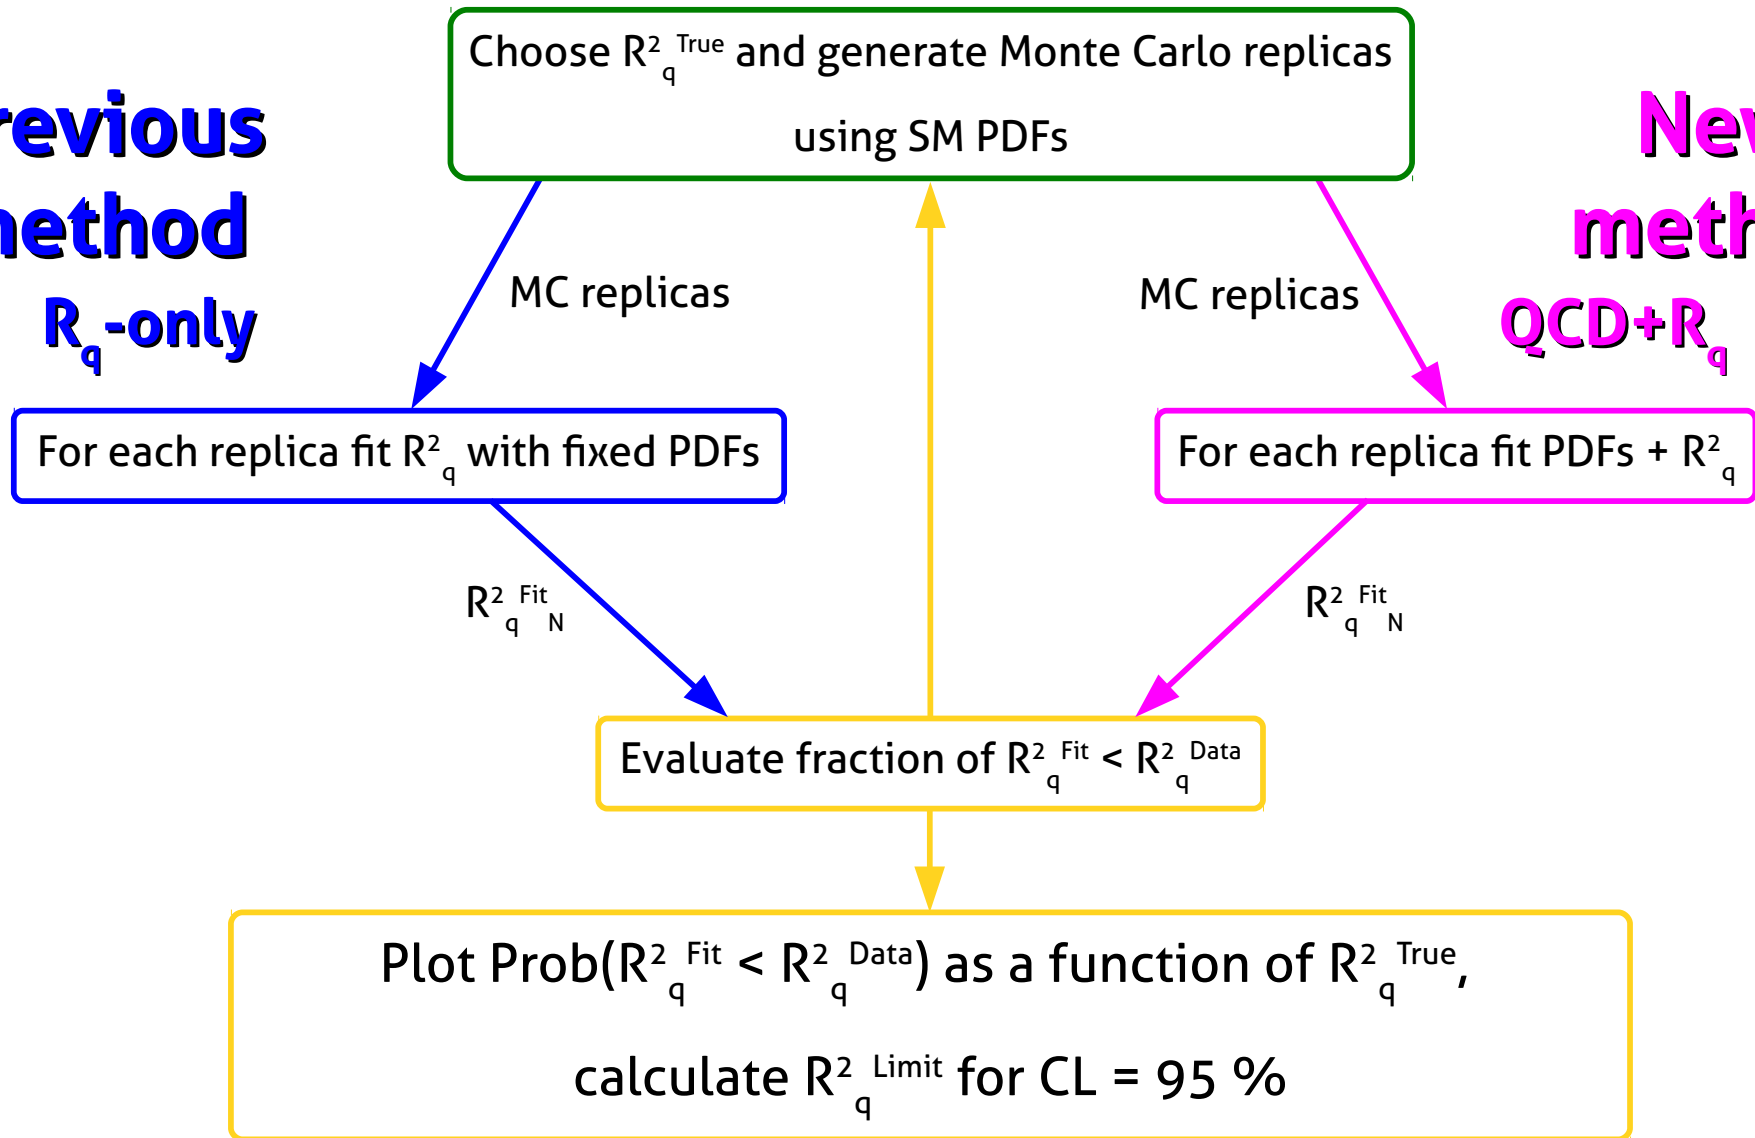 Choose R²q True and generate Monte Carlo replicas
using SM PDFs
revious
ethod
Rq-only
Ne
meth
QCD+Rq
MC replicas
MC replicas
For each replica fit R²q with fixed PDFs
For each replica fit PDFs + R²q
R²q Fit N
R²q Fit N
Evaluate fraction of R²q Fit < R²q Data
Plot Prob(R²q Fit < R²q Data) as a function of R²q True,
calculate R²q Limit for CL = 95 %